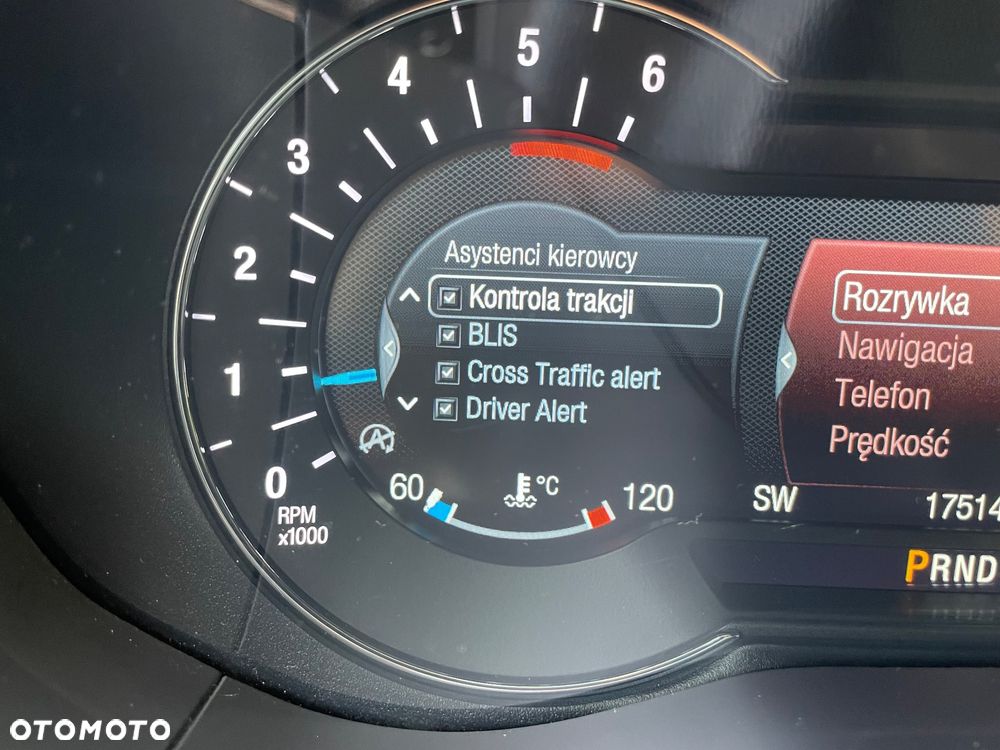 6
5
4
3
2
1
0
RPM
x1000
Asystenci kierowcy
Kontrola trakcji
BLIS
Cross Traffic alert
Driver Alert
A
60
°C
120
Rozrywka
Nawigacja
Telefon
Prędkość
SW
17514
PRND
OTOMOTO